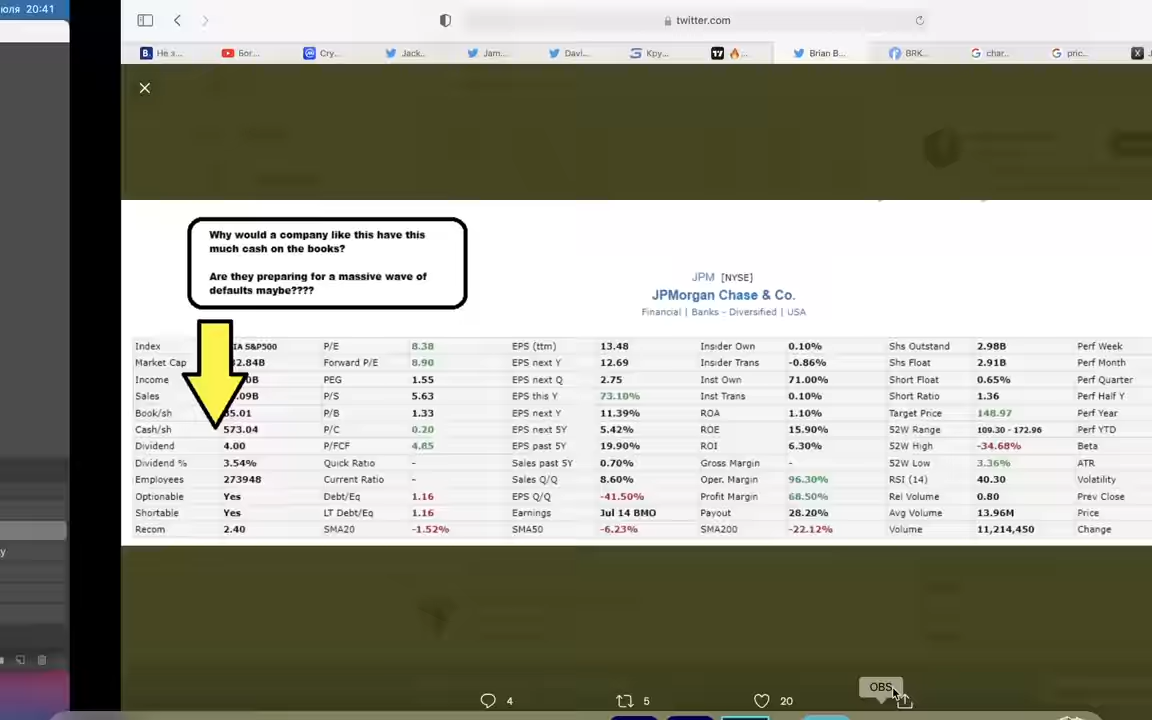 юля 20:41
twitter.com
Не з...
Бог...
Cry...
Jack...
Jam...
Davi...
Кру...
Brian B...
BRK...
char...
pric...
Why would a company like this have this
much cash on the books?
Are they preparing for a massive wave of
defaults maybe????
JPM [NYSE]
JPMorgan Chase & Co.
Financial | Banks - Diversified | USA
Index IA S&P500 P/E 8.38 EPS (ttm) 13.48 Insider Own 0.10% Shs Outstand 2.98B Perf Week
Market Cap 2.84B Forward P/E 8.90 EPS next Y 12.69 Insider Trans -0.86% Shs Float 2.91B Perf Month
Income 0B PEG 1.55 EPS next Q 2.75 Inst Own 71.00% Short Float 0.65% Perf Quarter
Sales .09B P/S 5.63 EPS this Y 73.10% Inst Trans 0.10% Short Ratio 1.36 Perf Half Y
Book/sh 5.01 P/B 1.33 EPS next Y 11.39% ROA 1.10% Target Price 148.97 Perf Year
Cash/sh 573.04 P/C 0.20 EPS next 5Y 5.42% ROE 15.90% 52W Range 109.30 - 172.96 Perf YTD
Dividend 4.00 P/FCF 4.85 EPS past 5Y 19.90% ROI 6.30% 52W High -34.68% Beta
Dividend % 3.54% Quick Ratio - Sales past 5Y 0.70% Gross Margin - 52W Low 3.36% ATR
Employees 273948 Current Ratio - Sales Q/Q 8.60% Oper. Margin 96.30% RSI (14) 40.30 Volatility
Optionable Yes Debt/Eq 1.16 EPS Q/Q -41.50% Profit Margin 68.50% Rel Volume 0.80 Prev Close
Shortable Yes LT Debt/Eq 1.16 Earnings Jul 14 BMO Payout 28.20% Avg Volume 13.96M Price
Recom 2.40 SMA20 -1.52% SMA50 -6.23% SMA200 -22.12% Volume 11,214,450 Change
OBS
4 5 20